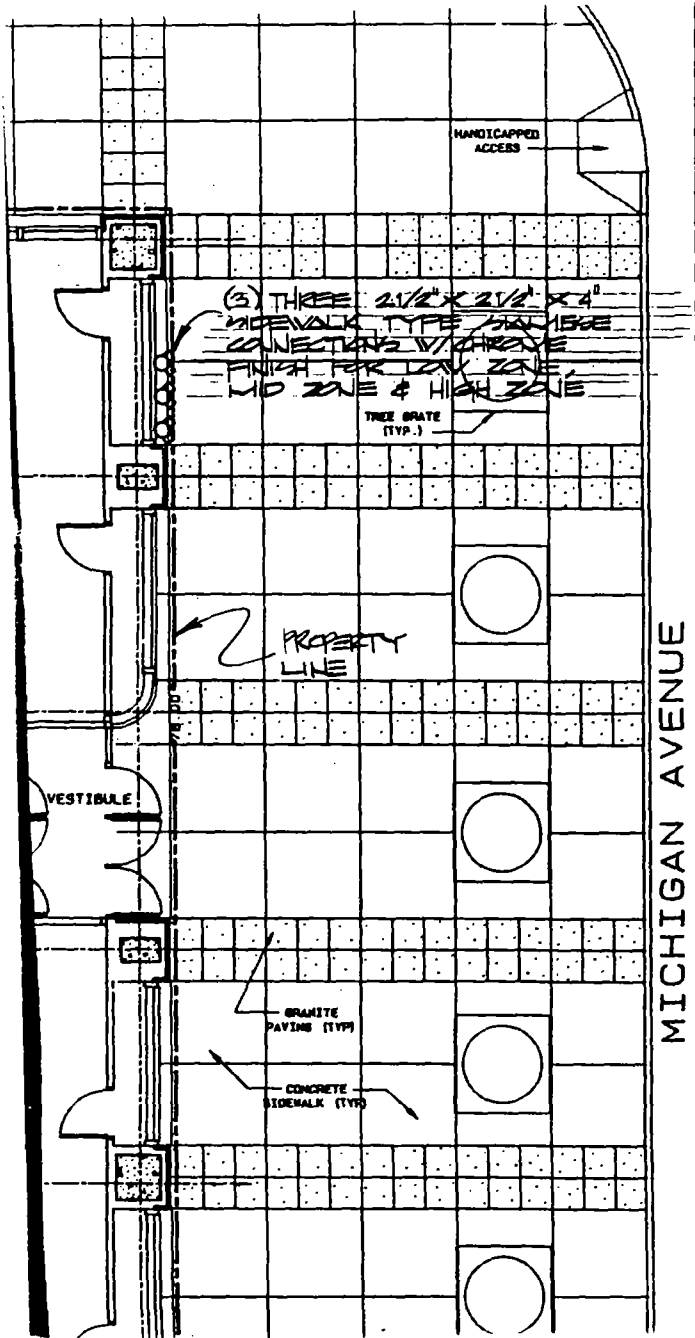 HANDICAPPED
ACCESS
(3) THREE 2 1/2" X 2 1/2" X 4"
SIDEWALK TYPE SIAMESE
CONNECTIONS W/CHROME
FINISH FOR LOW ZONE,
MID ZONE & HIGH ZONE
TREE GRATE
(TYP.)
PROPERTY
LINE
VESTIBULE
MICHIGAN AVENUE
GRANITE
PAVING (TYP)
CONCRETE
SIDEWALK (TYP)